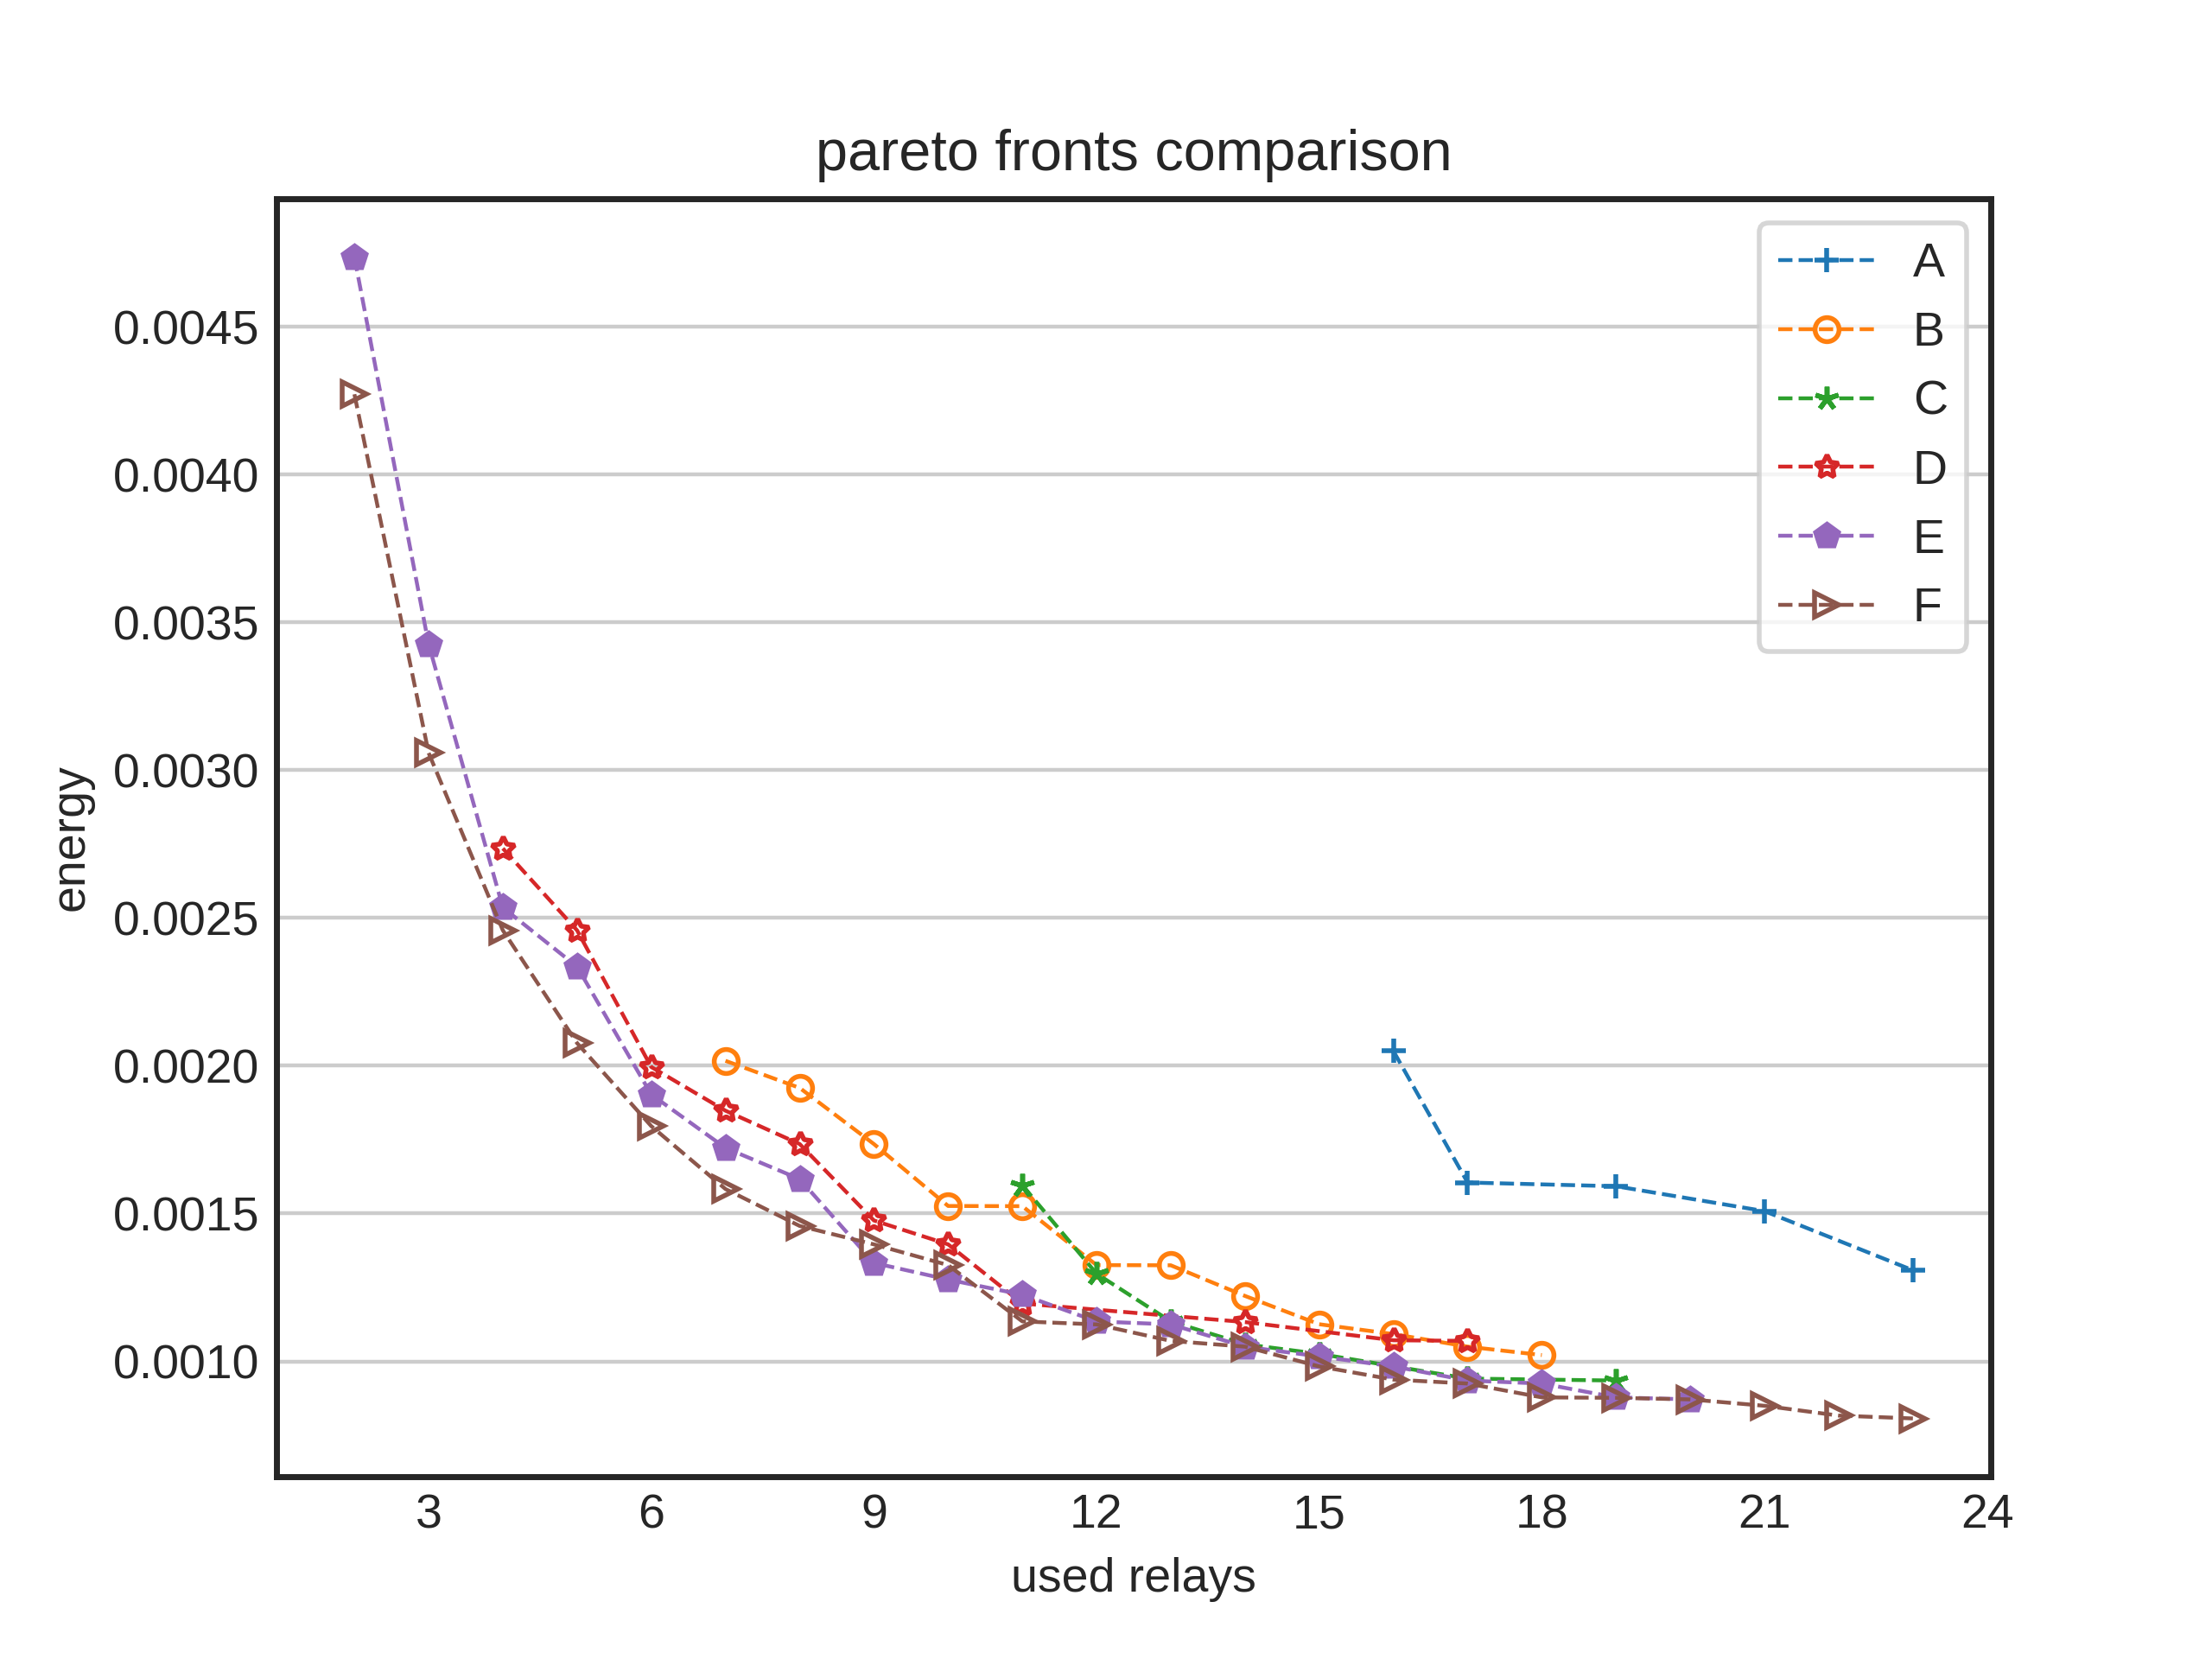 pareto fronts comparison
A
B
C
D
E
F
0.0045
0.0040
0.0035
0.0030
0.0025
0.0020
0.0015
0.0010
energy
3 6 9 12 15 18 21 24
used relays